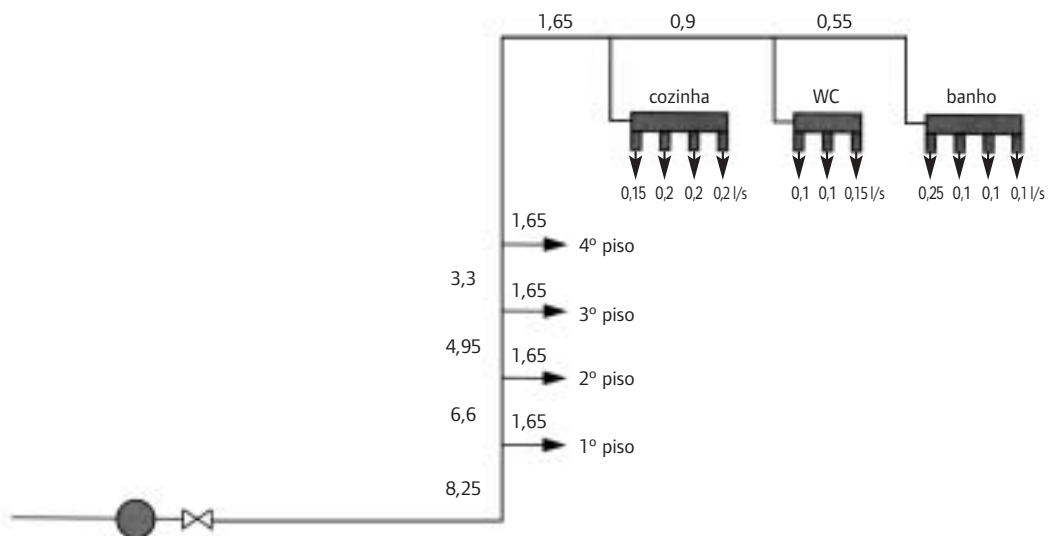 1,65 0,9 0,55
cozinha WC banho
0,15 0,2 0,2 0,2 l/s 0,1 0,1 0,15 l/s 0,25 0,1 0,1 0,1 l/s
1,65
4º piso
3,3
1,65
3º piso
4,95
1,65
2º piso
6,6
1,65
1º piso
8,25